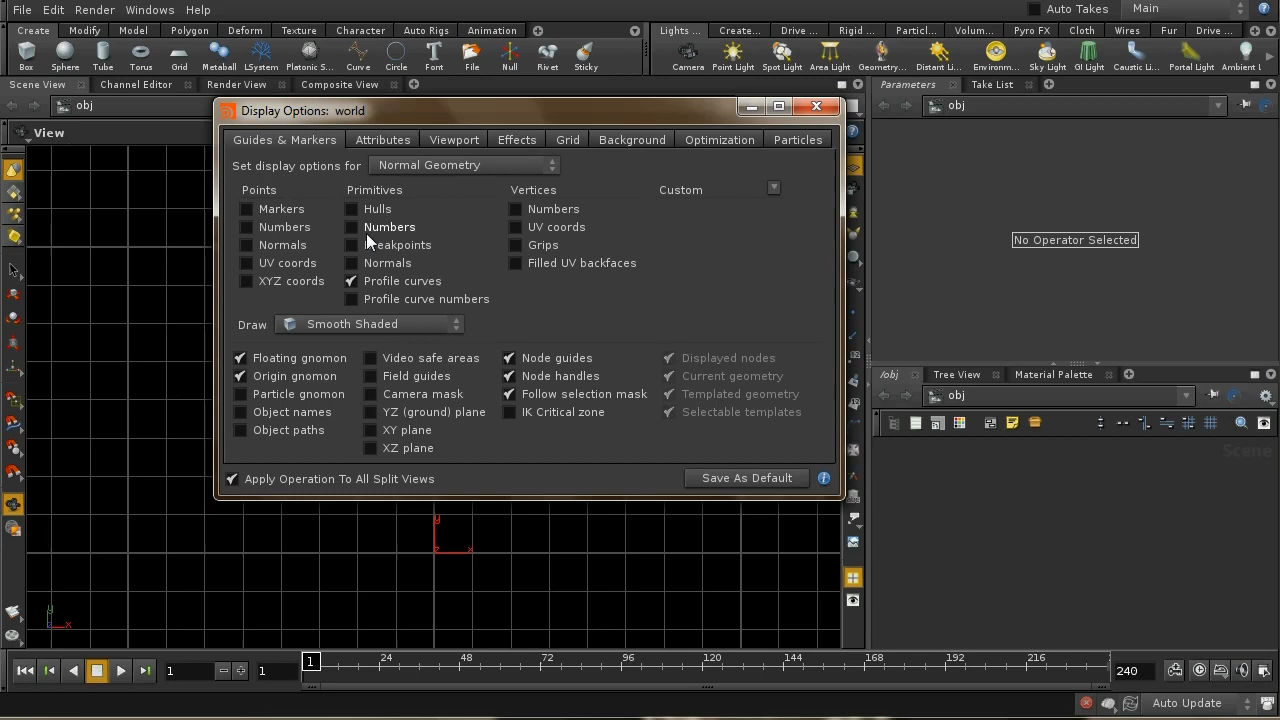 File Edit Render Windows Help Auto Takes Main
Create Modify Model Polygon Deform Texture Character Auto Rigs Animation Lights ... Create... Drive ... Rigid ... Particl... Volum... Pyro FX Cloth Wires Fur Drive ...
Box Sphere Tube Torus Grid Metaball LSystem Platonic S... Curve Circle Font File Null Rivet Sticky Camera Point Light Spot Light Area Light Geometry... Distant Li... Environme... Sky Light GI Light Caustic Li... Portal Light Ambient L
Scene View Channel Editor Render View Composite View Parameters Take List
obj obj
View
Display Options: world
Guides & Markers Attributes Viewport Effects Grid Background Optimization Particles
Set display options for Normal Geometry
Points Primitives Vertices Custom
Markers Hulls Numbers
Numbers Numbers UV coords
Normals Breakpoints Grips
UV coords Normals Filled UV backfaces
XYZ coords Profile curves
Profile curve numbers
Draw Smooth Shaded
Floating gnomon Video safe areas Node guides Displayed nodes
Origin gnomon Field guides Node handles Current geometry
Particle gnomon Camera mask Follow selection mask Templated geometry
Object names YZ (ground) plane IK Critical zone Selectable templates
Object paths XY plane
XZ plane
Apply Operation To All Split Views Save As Default
No Operator Selected
/obj Tree View Material Palette
obj
Scene
y
z x
y
z x
1 1 1 24 48 72 96 120 144 168 192 216 240
Auto Update